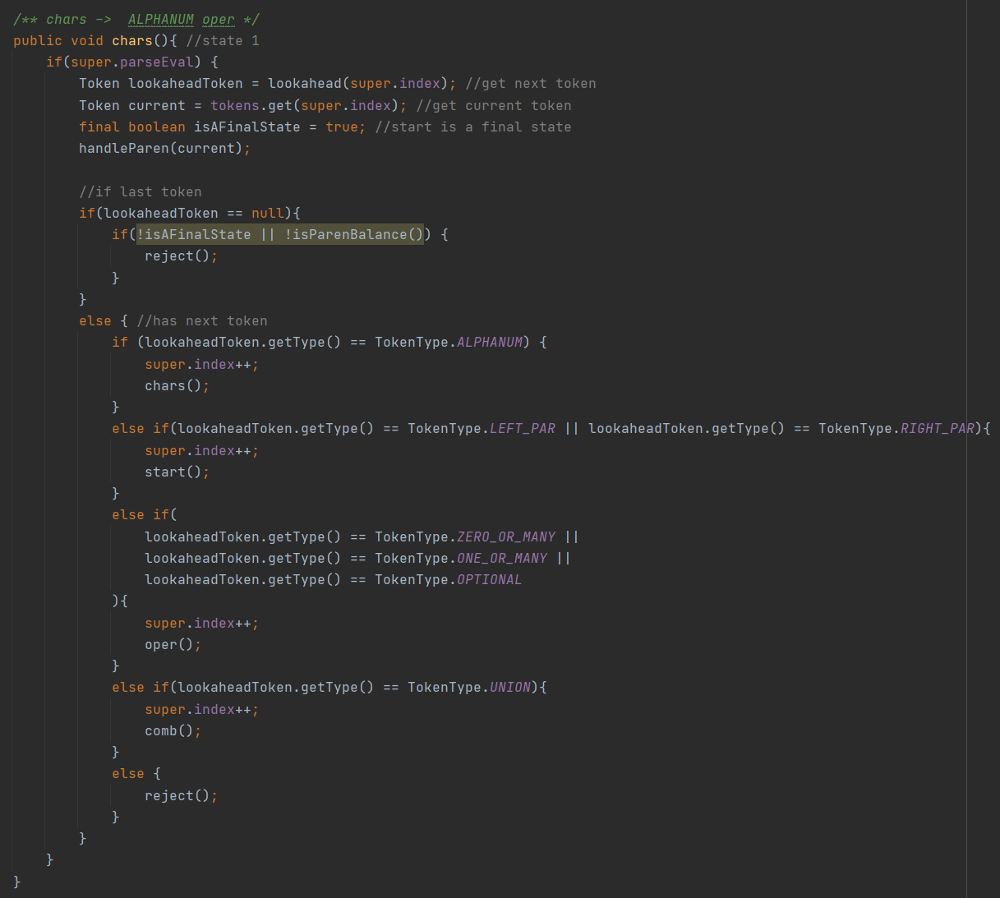 /** chars ->  ALPHANUM oper */
public void chars(){ //state 1
    if(super.parseEval) {
        Token lookaheadToken = lookahead(super.index); //get next token
        Token current = tokens.get(super.index); //get current token
        final boolean isAFinalState = true; //start is a final state
        handleParen(current);

        //if last token
        if(lookaheadToken == null){
            if(!isAFinalState || !isParenBalance()) {
                reject();
            }
        }
        else { //has next token
            if (lookaheadToken.getType() == TokenType.ALPHANUM) {
                super.index++;
                chars();
            }
            else if(lookaheadToken.getType() == TokenType.LEFT_PAR || lookaheadToken.getType() == TokenType.RIGHT_PAR){
                super.index++;
                start();
            }
            else if(
                lookaheadToken.getType() == TokenType.ZERO_OR_MANY ||
                lookaheadToken.getType() == TokenType.ONE_OR_MANY ||
                lookaheadToken.getType() == TokenType.OPTIONAL
            ){
                super.index++;
                oper();
            }
            else if(lookaheadToken.getType() == TokenType.UNION){
                super.index++;
                comb();
            }
            else {
                reject();
            }
        }
    }
}